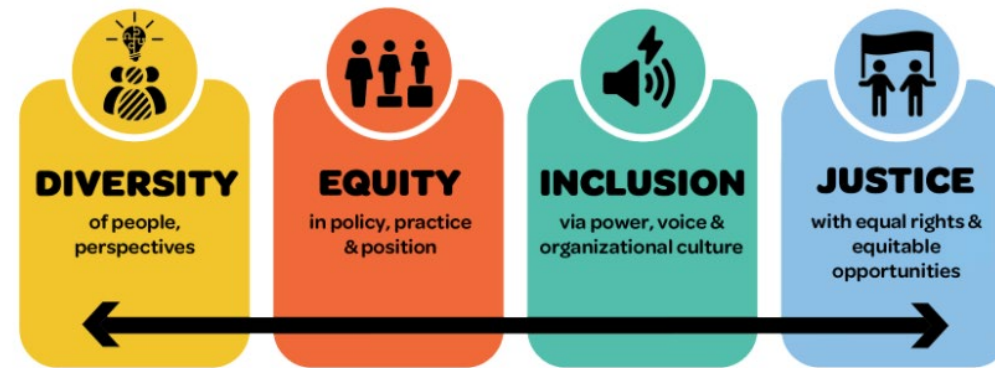 DIVERSITY
of people,
perspectives
EQUITY
in policy, practice
& position
INCLUSION
via power, voice &
organizational culture
JUSTICE
with equal rights &
equitable
opportunities